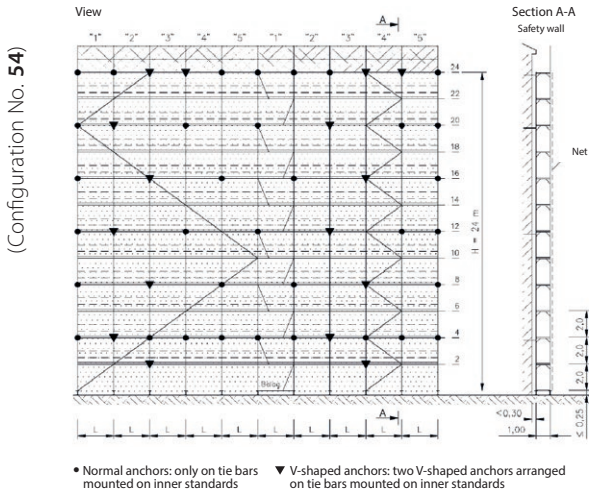 (Configuration No. 54)
View
Section A-A
Safety wall
A
"1" "2" "3" "4" "5" "1" "2" "3" "4" "5"
24
22
20
18
16
14
12
10
8
6
4
2
H = 24 m
Net
2,0
2,0
2,0
Belag
A
<0,30
1,00
≤ 0,25
L L L L L L L L L L
• Normal anchors: only on tie bars
mounted on inner standards
▼ V-shaped anchors: two V-shaped anchors arranged
on tie bars mounted on inner standards